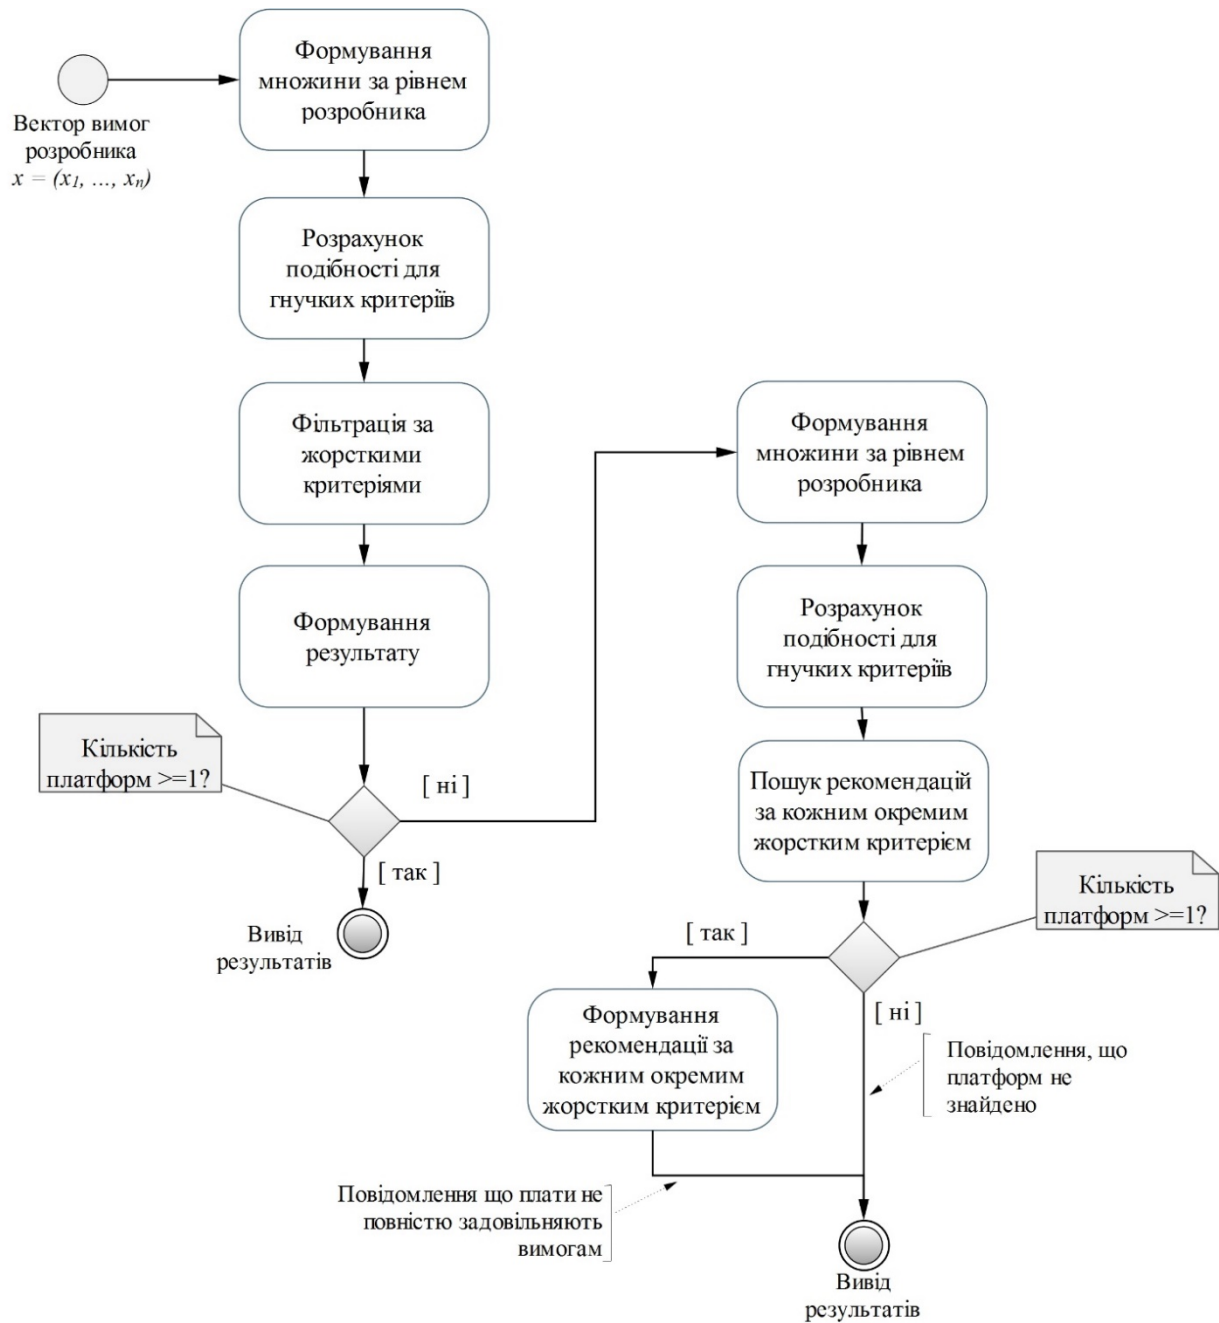 Формування
множини за рівнем
розробника
Вектор вимог
розробника
x = (x1, ..., xn)
Розрахунок
подібності для
гнучких критеріїв
Фільтрація за
жорсткими
критеріями
Формування
результату
Кількість
платформ >=1?
[ ні ]
[ так ]
Вивід
результатів
Формування
множини за рівнем
розробника
Розрахунок
подібності для
гнучких критеріїв
Пошук рекомендацій
за кожним окремим
жорстким критерієм
Кількість
платформ >=1?
[ так ]
[ ні ]
Формування
рекомендації за
кожним окремим
жорстким критерієм
Повідомлення, що
платформ не
знайдено
Повідомлення що плати не
повністю задовільняють
вимогам
Вивід
результатів